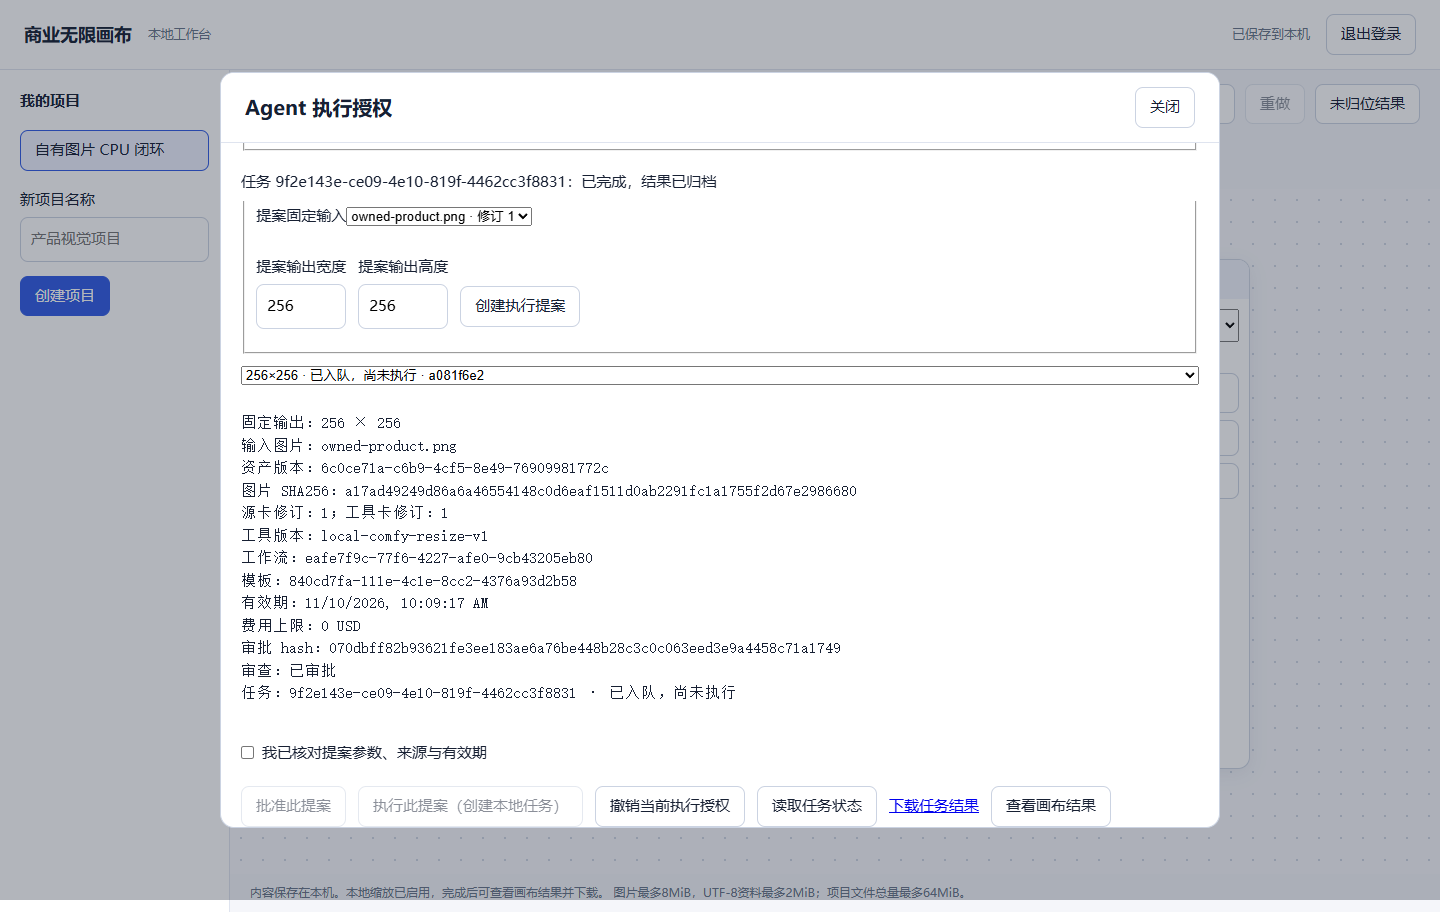 商业无限画布 本地工作台 已保存到本机 退出登录
我的项目
自有图片 CPU 闭环
新项目名称
产品视觉项目
创建项目
重做 未归位结果
Agent 执行授权 关闭
任务 9f2e143e-ce09-4e10-819f-4462cc3f8831：已完成，结果已归档
提案固定输入 owned-product.png · 修订 1
提案输出宽度 提案输出高度
256 256 创建执行提案
256×256 · 已入队，尚未执行 · a081f6e2
固定输出：256 × 256
输入图片：owned-product.png
资产版本：6c0ce71a-c6b9-4cf5-8e49-76909981772c
图片 SHA256：a17ad49249d86a6a46554148c0d6eaf1511d0ab2291fc1a1755f2d67e2986680
源卡修订：1；工具卡修订：1
工具版本：local-comfy-resize-v1
工作流：eafe7f9c-77f6-4227-afe0-9cb43205eb80
模板：840cd7fa-111e-4c1e-8cc2-4376a93d2b58
有效期：11/10/2026, 10:09:17 AM
费用上限：0 USD
审批 hash：070dbff82b93621fe3ee183ae6a76be448b28c3c0c063eed3e9a4458c71a1749
审查：已审批
任务：9f2e143e-ce09-4e10-819f-4462cc3f8831 · 已入队，尚未执行
我已核对提案参数、来源与有效期
批准此提案 执行此提案（创建本地任务） 撤销当前执行授权 读取任务状态 下载任务结果 查看画布结果
内容保存在本机。本地缩放已启用，完成后可查看画布结果并下载。 图片最多8MiB，UTF-8资料最多2MiB；项目文件总量最多64MiB。